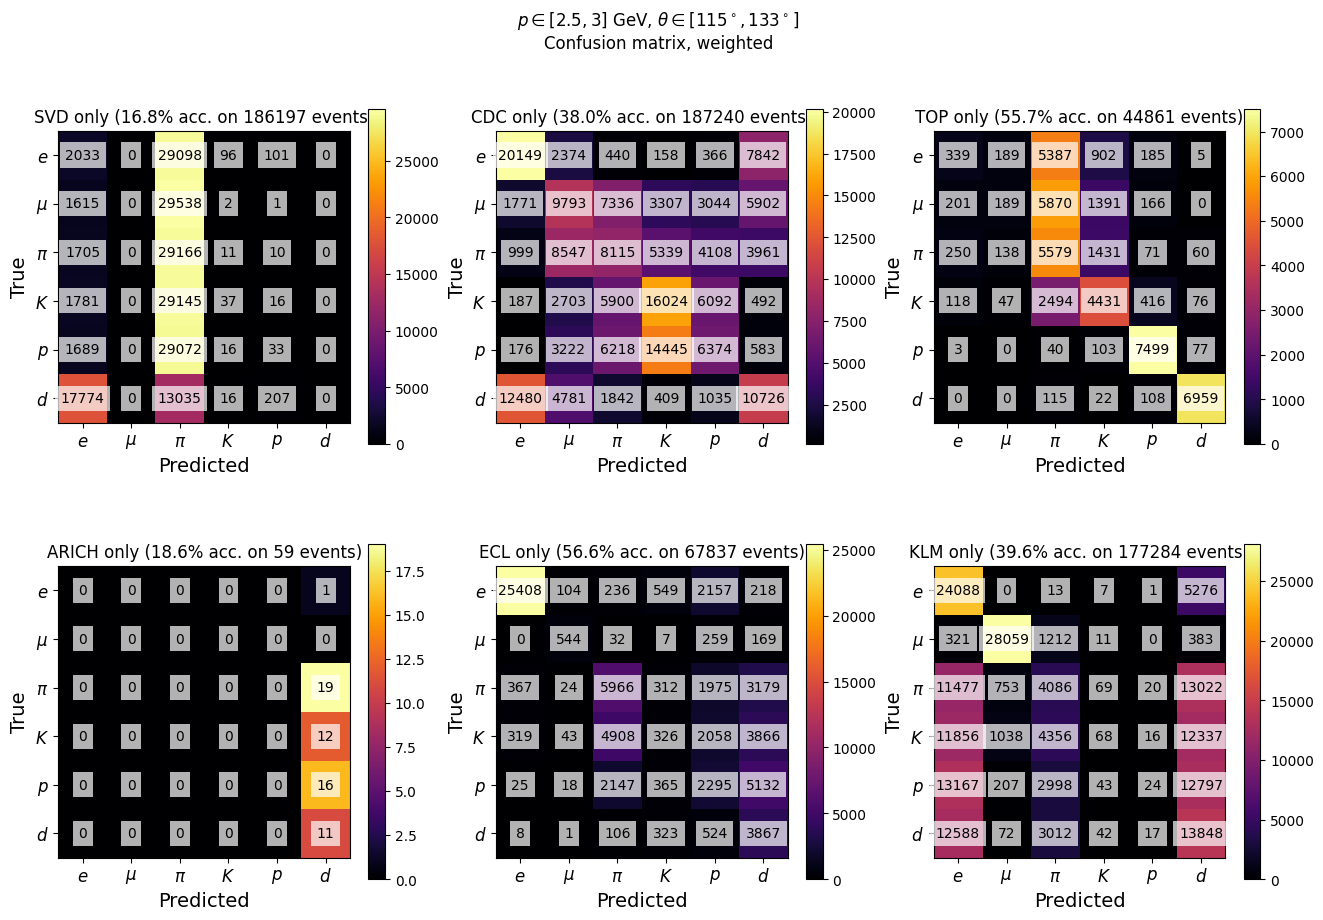 p ∈ [2.5, 3] GeV, θ ∈ [115°, 133°]
Confusion matrix, weighted
SVD only (16.8% acc. on 186197 events
True
e 2033 0 29098 96 101 0
μ 1615 0 29538 2 1 0
π 1705 0 29166 11 10 0
K 1781 0 29145 37 16 0
p 1689 0 29072 16 33 0
d 17774 0 13035 16 207 0
e μ π K p d
Predicted
25000
20000
15000
10000
5000
0
CDC only (38.0% acc. on 187240 events
True
e 20149 2374 440 158 366 7842
μ 1771 9793 7336 3307 3044 5902
π 999 8547 8115 5339 4108 3961
K 187 2703 5900 16024 6092 492
p 176 3222 6218 14445 6374 583
d 12480 4781 1842 409 1035 10726
e μ π K p d
Predicted
20000
17500
15000
12500
10000
7500
5000
2500
TOP only (55.7% acc. on 44861 events)
True
e 339 189 5387 902 185 5
μ 201 189 5870 1391 166 0
π 250 138 5579 1431 71 60
K 118 47 2494 4431 416 76
p 3 0 40 103 7499 77
d 0 0 115 22 108 6959
e μ π K p d
Predicted
7000
6000
5000
4000
3000
2000
1000
0
ARICH only (18.6% acc. on 59 events)
True
e 0 0 0 0 0 1
μ 0 0 0 0 0 0
π 0 0 0 0 0 19
K 0 0 0 0 0 12
p 0 0 0 0 0 16
d 0 0 0 0 0 11
e μ π K p d
Predicted
17.5
15.0
12.5
10.0
7.5
5.0
2.5
0.0
ECL only (56.6% acc. on 67837 events)
True
e 25408 104 236 549 2157 218
μ 0 544 32 7 259 169
π 367 24 5966 312 1975 3179
K 319 43 4908 326 2058 3866
p 25 18 2147 365 2295 5132
d 8 1 106 323 524 3867
e μ π K p d
Predicted
25000
20000
15000
10000
5000
0
KLM only (39.6% acc. on 177284 events
True
e 24088 0 13 7 1 5276
μ 321 28059 1212 11 0 383
π 11477 753 4086 69 20 13022
K 11856 1038 4356 68 16 12337
p 13167 207 2998 43 24 12797
d 12588 72 3012 42 17 13848
e μ π K p d
Predicted
25000
20000
15000
10000
5000
0